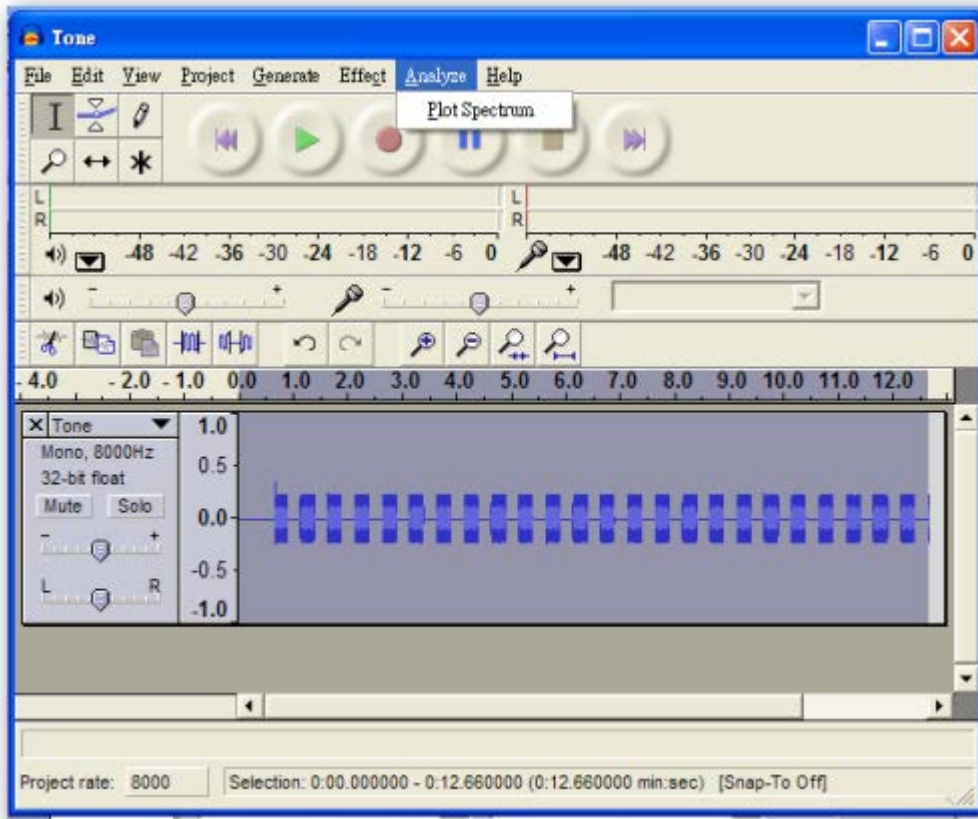 Tone
File Edit View Project Generate Effect Analyze Help
Plot Spectrum
L
R
L
R
-48 -42 -36 -30 -24 -18 -12 -6 0
-48 -42 -36 -30 -24 -18 -12 -6 0
- +
- +
- 4.0 - 2.0 - 1.0 0.0 1.0 2.0 3.0 4.0 5.0 6.0 7.0 8.0 9.0 10.0 11.0 12.0
X Tone
Mono, 8000Hz
32-bit float
Mute Solo
- +
L R
1.0
0.5
0.0
-0.5
-1.0
Project rate: 8000 Selection: 0:00.000000 - 0:12.660000 (0:12.660000 min:sec) [Snap-To Off]